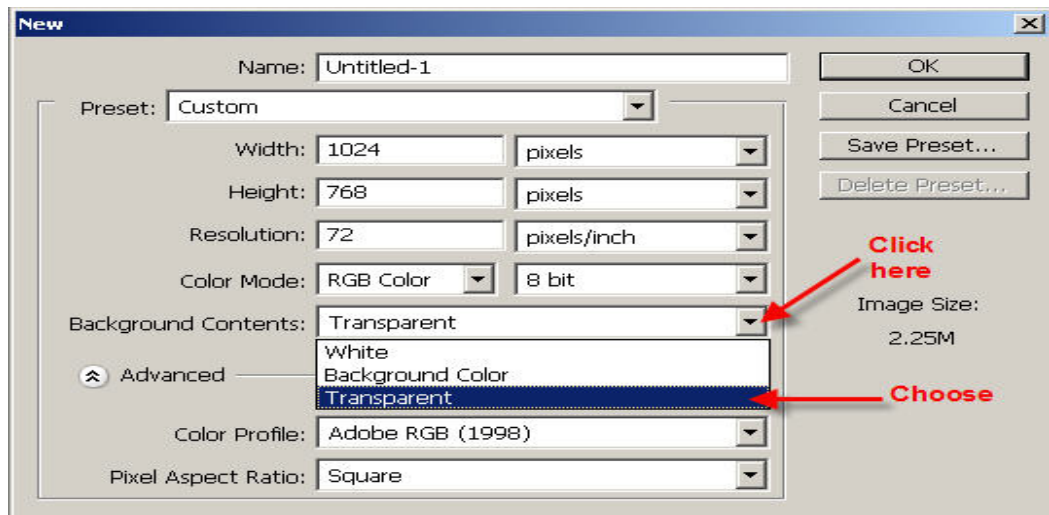 New
Name: Untitled-1
OK
Preset: Custom
Cancel
Width: 1024 pixels
Save Preset...
Height: 768 pixels
Delete Preset...
Resolution: 72 pixels/inch
Click
here
Color Mode: RGB Color 8 bit
Image Size:
2.25M
Background Contents: Transparent
White
Background Color
Transparent
Advanced
Choose
Color Profile: Adobe RGB (1998)
Pixel Aspect Ratio: Square